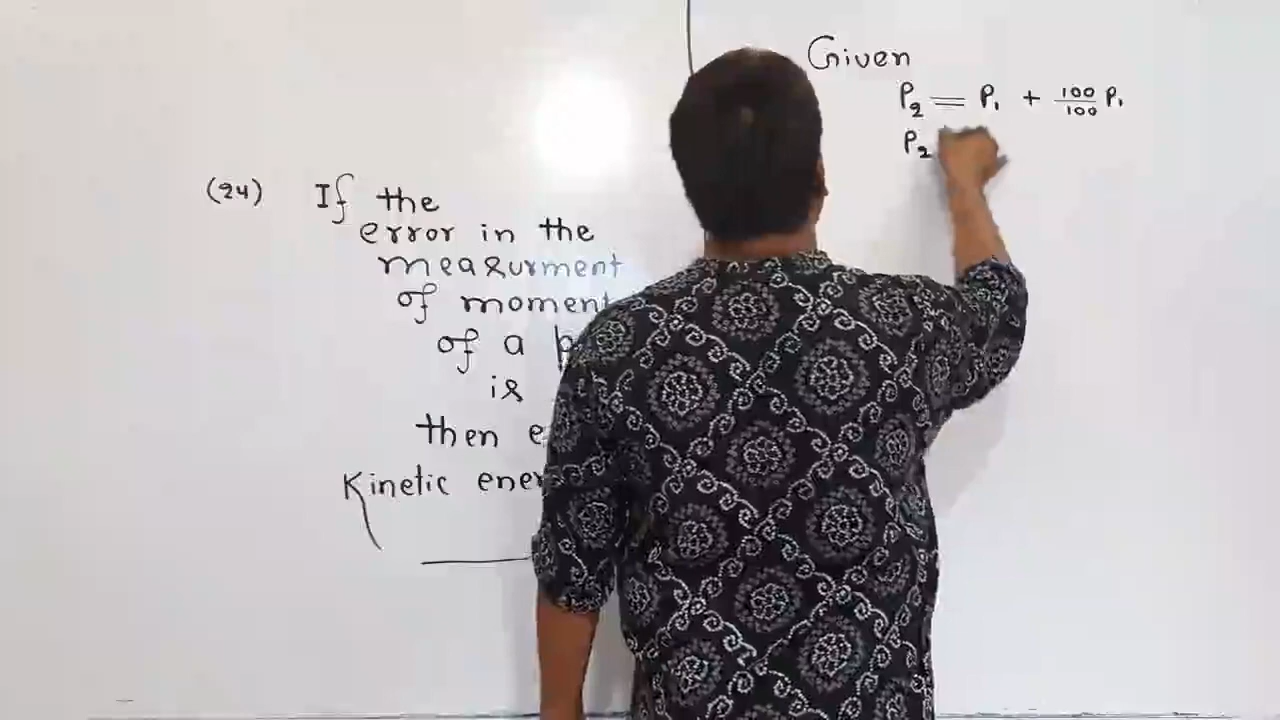 (24) If the
error in the
measurment
of moment
of a
is
then
Kinetic ener
Given
P₂ = P₁ + 100/100 P₁
P₂